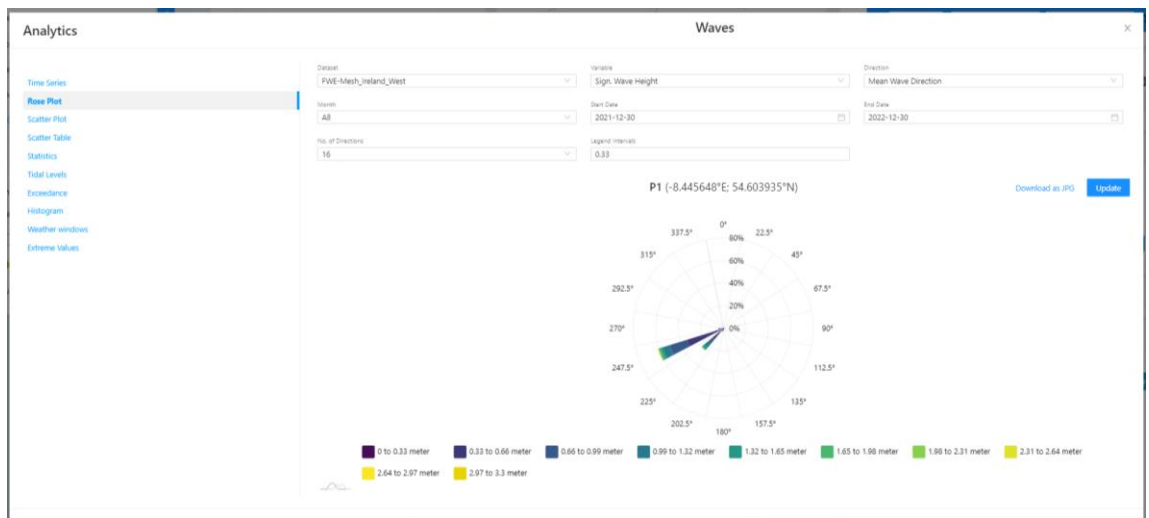 Analytics
Waves
Time Series
Rose Plot
Scatter Plot
Scatter Table
Statistics
Tidal Levels
Exceedance
Histogram
Weather windows
Extreme Values
Dataset Variable Direction
FWE-Mesh_Ireland_West Sign. Wave Height Mean Wave Direction
Month Start Date End Date
All 2021-12-30 2022-12-30
No. of Directions Legend Intervals
16 0.33
P1 (-8.445648°E; 54.603935°N) Download as JPG Update
0°
337.5° 80% 22.5°
315° 60% 45°
292.5° 40% 67.5°
20%
270° 0% 90°
247.5° 112.5°
225° 135°
202.5° 157.5°
180°
0 to 0.33 meter 0.33 to 0.66 meter 0.66 to 0.99 meter 0.99 to 1.32 meter 1.32 to 1.65 meter 1.65 to 1.98 meter 1.98 to 2.31 meter 2.31 to 2.64 meter
2.64 to 2.97 meter 2.97 to 3.3 meter